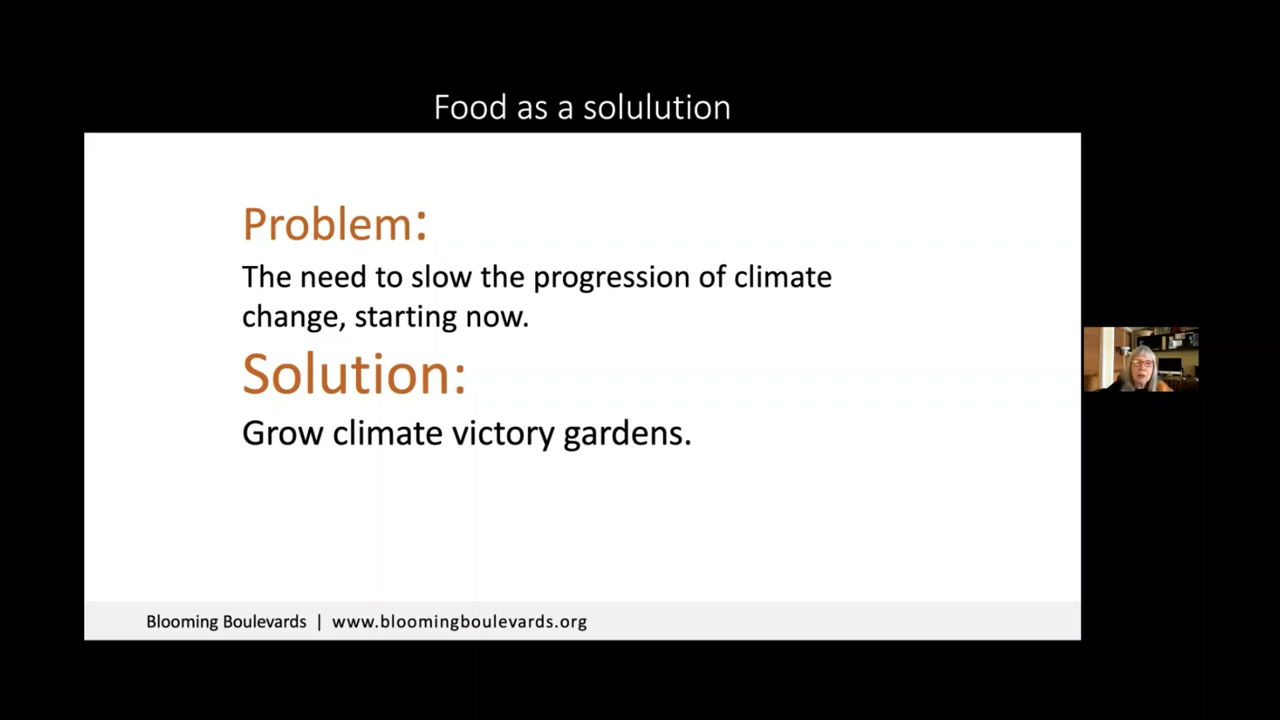 Food as a solulution
Problem:
The need to slow the progression of climate
change, starting now.
Solution:
Grow climate victory gardens.
Blooming Boulevards | www.bloomingboulevards.org